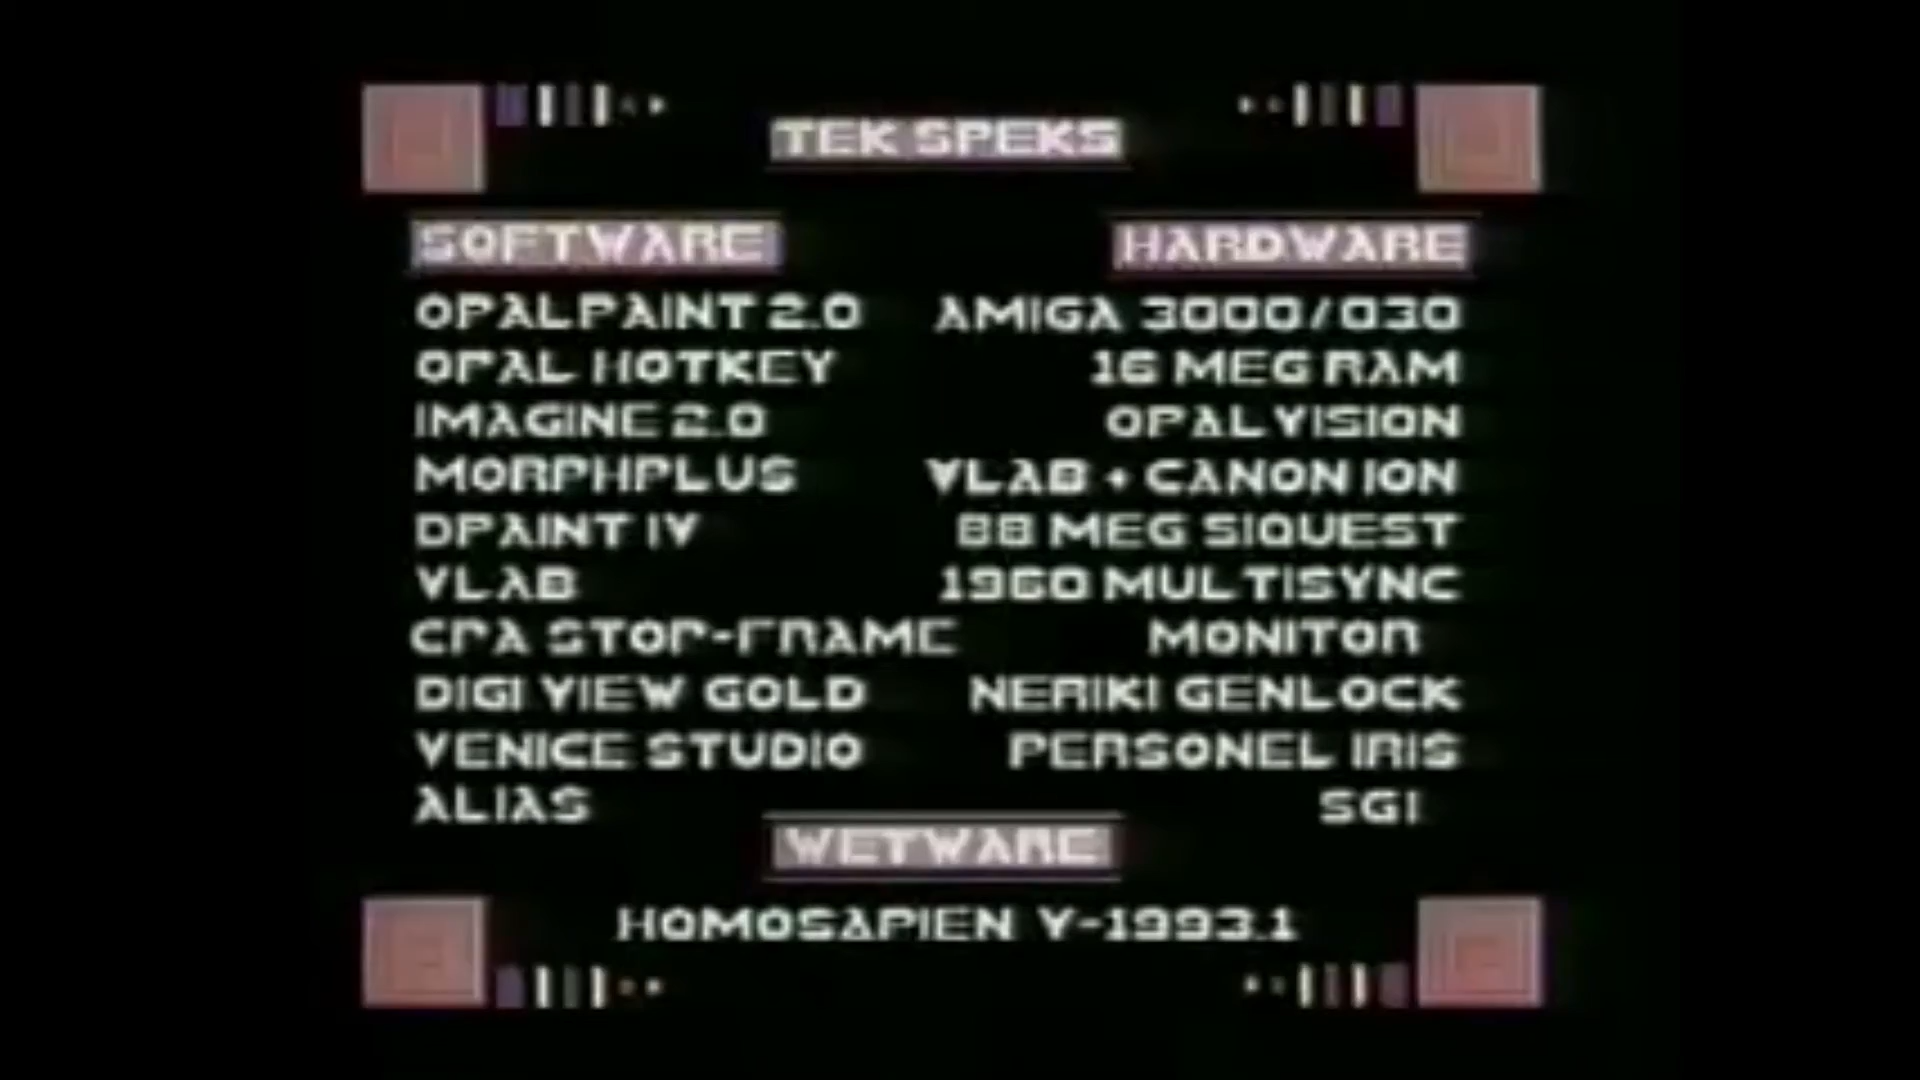 TEK SPEKS
SOFTWARE
OPALPAINT 2.0
OPAL HOTKEY
IMAGINE 2.0
MORPHPLUS
DPAINT IV
VLAB
CPA STOP-FRAME
DIGI VIEW GOLD
VENICE STUDIO
ALIAS
HARDWARE
AMIGA 3000/030
16 MEG RAM
OPALVISION
VLAB + CANON ION
88 MEG SIQUEST
1960 MULTISYNC
MONITOR
NERIKI GENLOCK
PERSONEL IRIS
SGI
WETWARE
HOMOSAPIEN V-1993.1